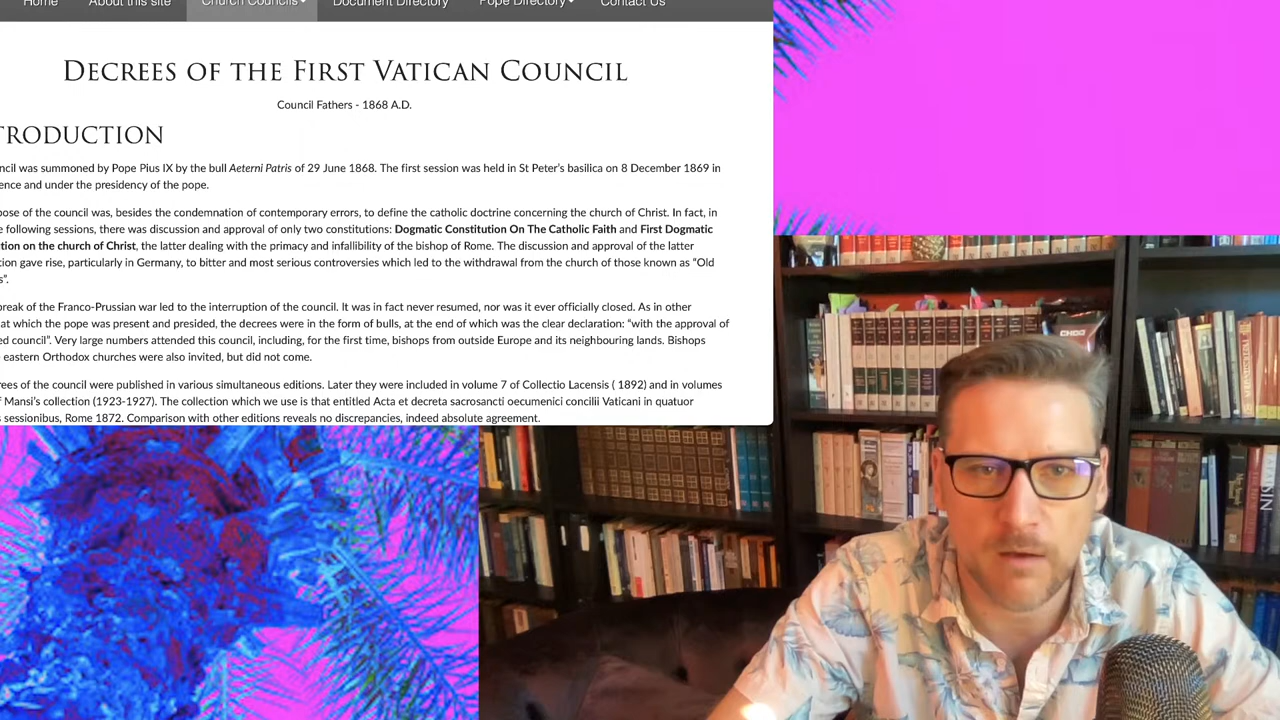 Home About this site Church Councils Document Directory Pope Directory Contact Us
Decrees of the First Vatican Council
Council Fathers - 1868 A.D.
TRODUCTION
ncil was summoned by Pope Pius IX by the bull Aeterni Patris of 29 June 1868. The first session was held in St Peter's basilica on 8 December 1869 in
ence and under the presidency of the pope.
ose of the council was, besides the condemnation of contemporary errors, to define the catholic doctrine concerning the church of Christ. In fact, in
e following sessions, there was discussion and approval of only two constitutions: Dogmatic Constitution On The Catholic Faith and First Dogmatic
tion on the church of Christ, the latter dealing with the primacy and infallibility of the bishop of Rome. The discussion and approval of the latter
ion gave rise, particularly in Germany, to bitter and most serious controversies which led to the withdrawal from the church of those known as "Old
s".
break of the Franco-Prussian war led to the interruption of the council. It was in fact never resumed, nor was it ever officially closed. As in other
at which the pope was present and presided, the decrees were in the form of bulls, at the end of which was the clear declaration: "with the approval of
ed council". Very large numbers attended this council, including, for the first time, bishops from outside Europe and its neighbouring lands. Bishops
e eastern Orthodox churches were also invited, but did not come.
rees of the council were published in various simultaneous editions. Later they were included in volume 7 of Collectio Lacensis ( 1892) and in volumes
f Mansi's collection (1923-1927). The collection which we use is that entitled Acta et decreta sacrosancti oecumenici concilii Vaticani in quatuor
s sessionibus, Rome 1872. Comparison with other editions reveals no discrepancies, indeed absolute agreement.